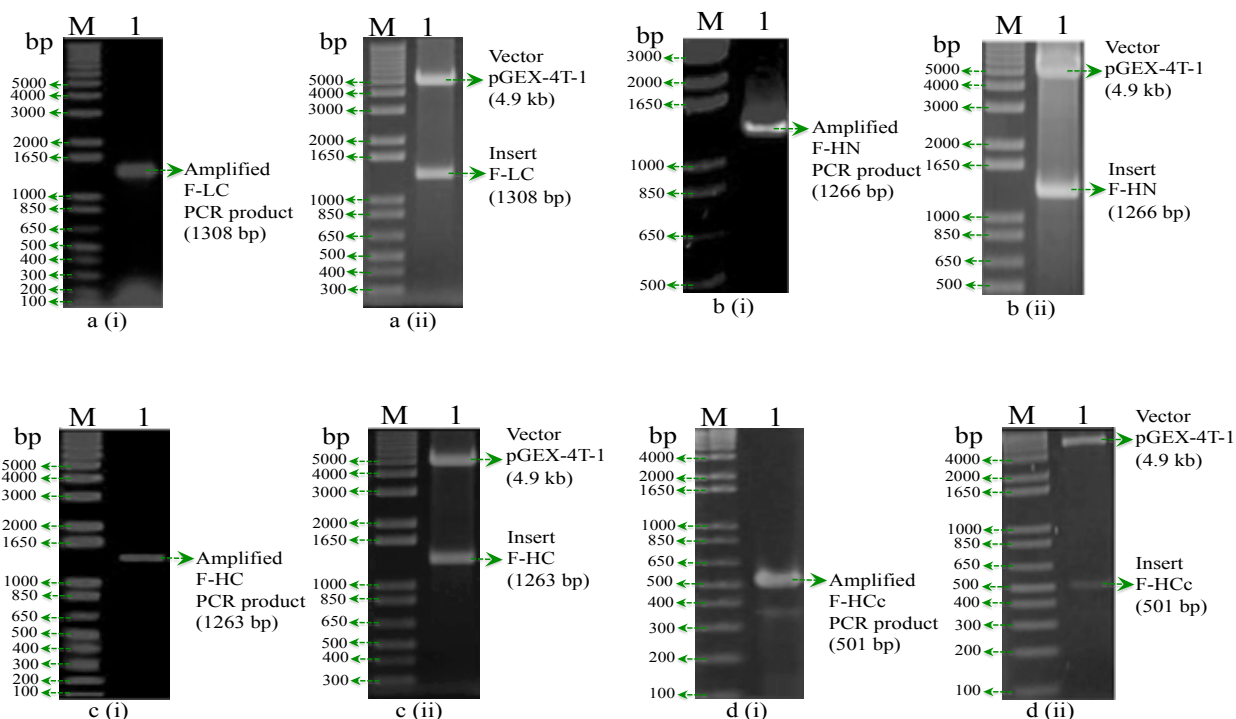 M 1
bp
5000
4000
3000
2000
1650
1000
850
650
500
400
300
200
100
Amplified
F-LC
PCR product
(1308 bp)
a (i)
M 1
5000
4000
3000
2000
1650
1000
850
650
500
400
300
Vector
pGEX-4T-1
(4.9 kb)
Insert
F-LC
(1308 bp)
a (ii)
M 1
bp
3000
2000
1650
1000
850
650
500
Amplified
F-HN
PCR product
(1266 bp)
b (i)
M 1
5000
4000
3000
2000
1650
1000
850
650
500
Vector
pGEX-4T-1
(4.9 kb)
Insert
F-HN
(1266 bp)
b (ii)
M 1
bp
5000
4000
3000
2000
1650
1000
850
650
500
400
300
200
100
Amplified
F-HC
PCR product
(1263 bp)
c (i)
M 1
bp
5000
4000
3000
2000
1650
1000
850
650
500
400
300
Vector
pGEX-4T-1
(4.9 kb)
Insert
F-HC
(1263 bp)
c (ii)
M 1
bp
4000
2000
1650
1000
850
650
500
400
300
200
100
Amplified
F-HCc
PCR product
(501 bp)
d (i)
M 1
bp
4000
2000
1650
1000
850
650
500
400
300
200
100
Vector
pGEX-4T-1
(4.9 kb)
Insert
F-HCc
(501 bp)
d (ii)